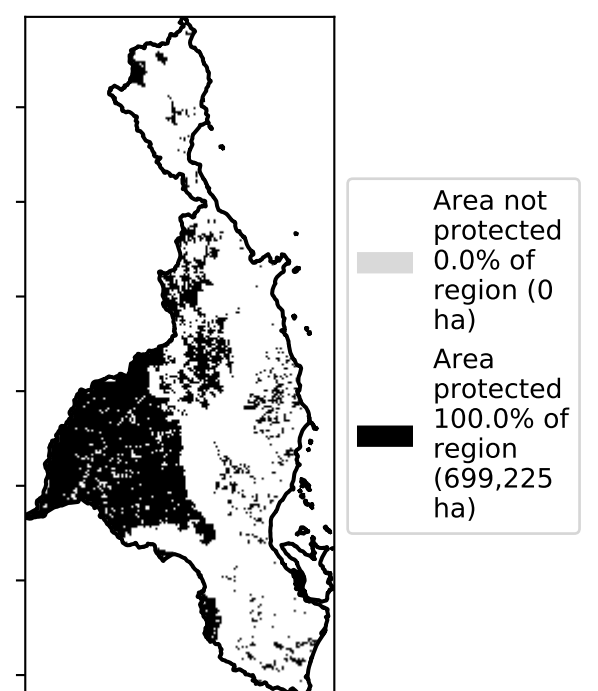 Area not
protected
0.0% of
region (0
ha)
Area
protected
100.0% of
region
(699,225
ha)